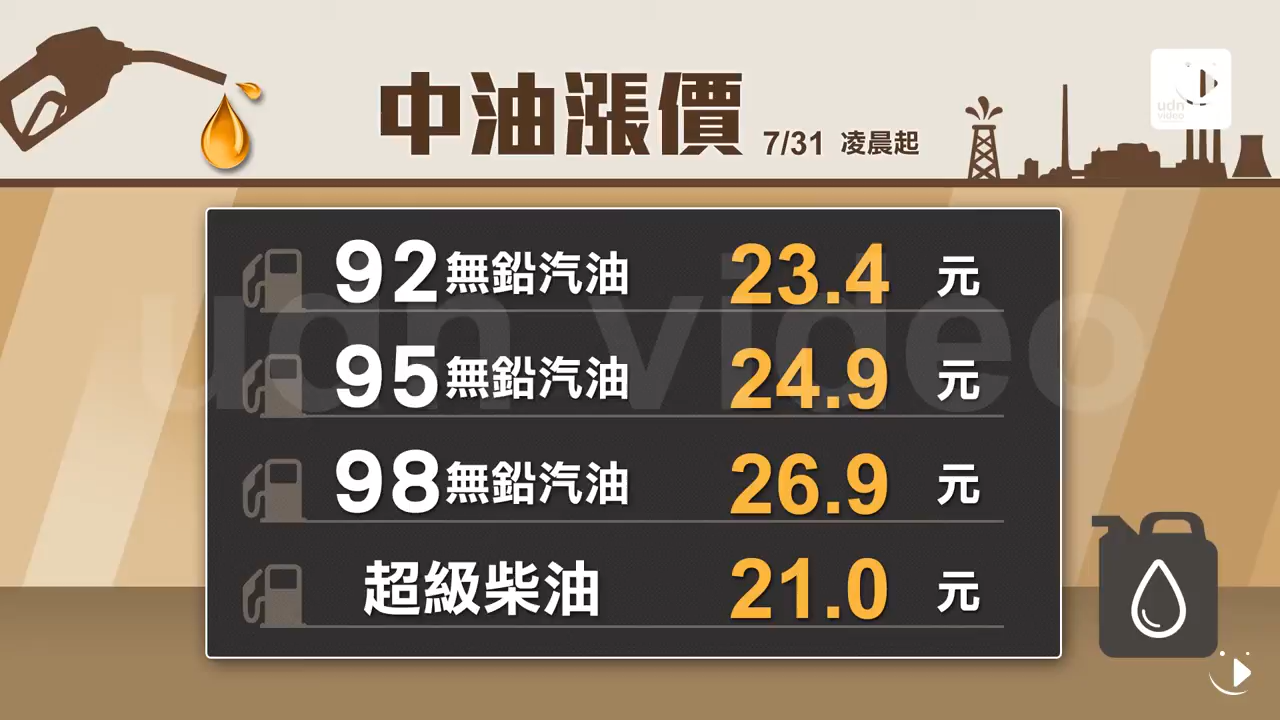 中油漲價 7/31 凌晨起
udn video
92無鉛汽油 23.4 元
95無鉛汽油 24.9 元
98無鉛汽油 26.9 元
超級柴油 21.0 元
udn video